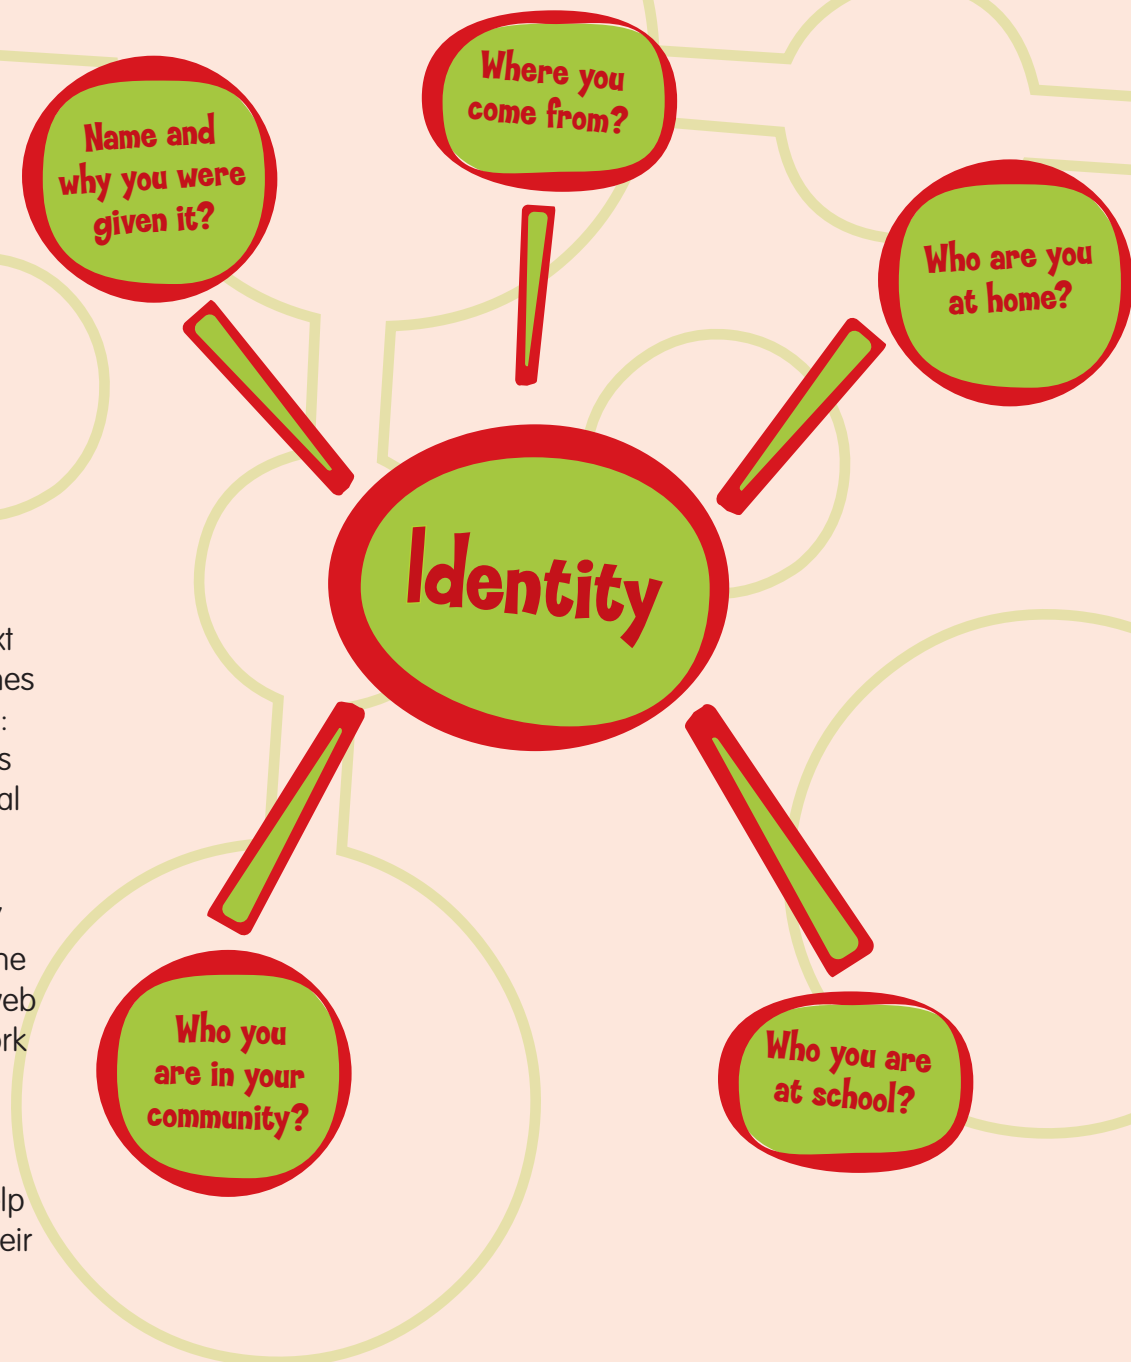 Where you
come from?
Name and
why you were
given it?
Who are you
at home?
Identity
Who you
are in your
community?
Who you are
at school?